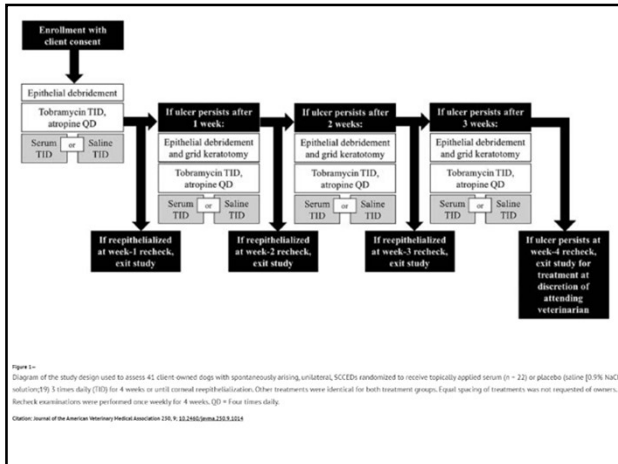 Enrollment with
client consent
Epithelial debridement
Tobramycin TID,
atropine QD
Serum
TID
or
Saline
TID
If ulcer persists after
1 week:
Epithelial debridement
and grid keratotomy
Tobramycin TID,
atropine QD
Serum
TID
or
Saline
TID
If ulcer persists after
2 weeks:
Epithelial debridement
and grid keratotomy
Tobramycin TID,
atropine QD
Serum
TID
or
Saline
TID
If ulcer persists after
3 weeks:
Epithelial debridement
and grid keratotomy
Tobramycin TID,
atropine QD
Serum
TID
or
Saline
TID
If reepithelialized
at week-1 recheck,
exit study
If reepithelialized
at week-2 recheck,
exit study
If reepithelialized
at week-3 recheck,
exit study
If ulcer persists at
week-4 recheck,
exit study for
treatment at
discretion of
attending
veterinarian
Figure 1—
Diagram of the study design used to assess 41 client-owned dogs with spontaneously arising, unilateral, SCCEDs randomized to receive topically applied serum (n = 22) or placebo (saline [0.9% NaCl]
solution;19) 3 times daily (TID) for 4 weeks or until corneal reepithelialization. Other treatments were identical for both treatment groups. Equal spacing of treatments was not requested of owners.
Recheck examinations were performed once weekly for 4 weeks. QD = Four times daily.
Citation: Journal of the American Veterinary Medical Association 250, 9; 10.2460/javma.250.9.1014